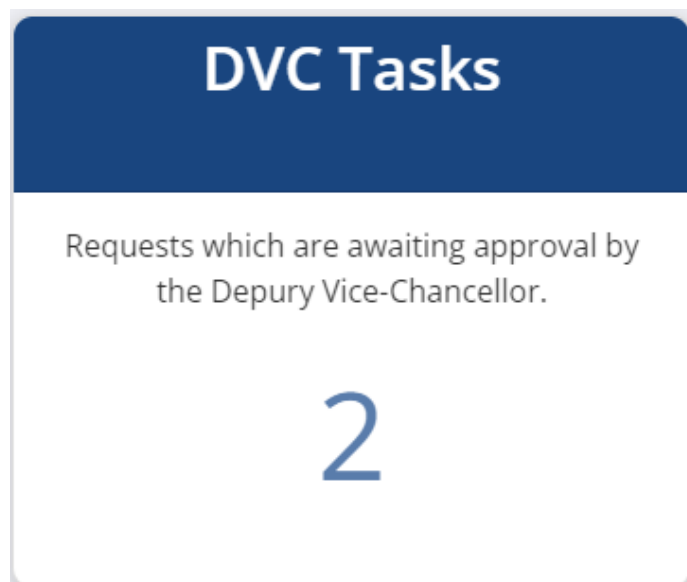 DVC Tasks
Requests which are awaiting approval by
the Depury Vice-Chancellor.
2